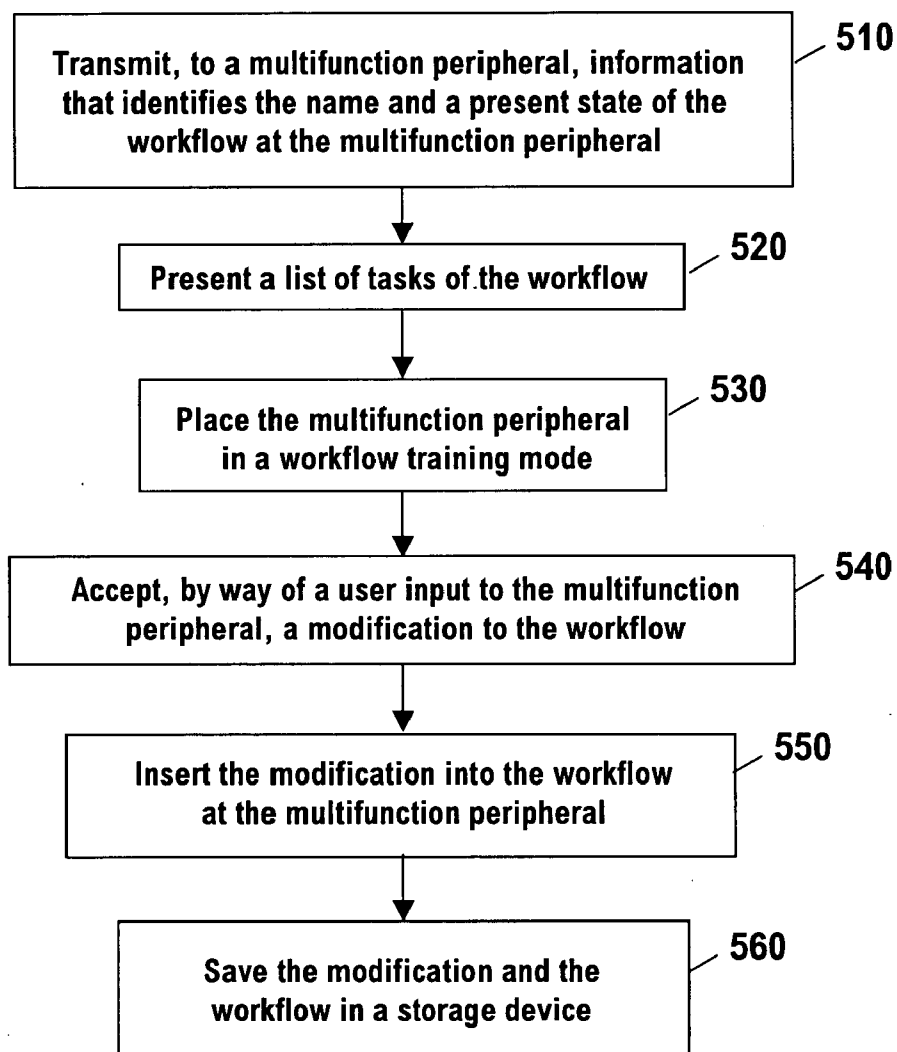 510
Transmit, to a multifunction peripheral, information
that identifies the name and a present state of the
workflow at the multifunction peripheral
520
Present a list of tasks of the workflow
530
Place the multifunction peripheral
in a workflow training mode
540
Accept, by way of a user input to the multifunction
peripheral, a modification to the workflow
550
Insert the modification into the workflow
at the multifunction peripheral
560
Save the modification and the
workflow in a storage device